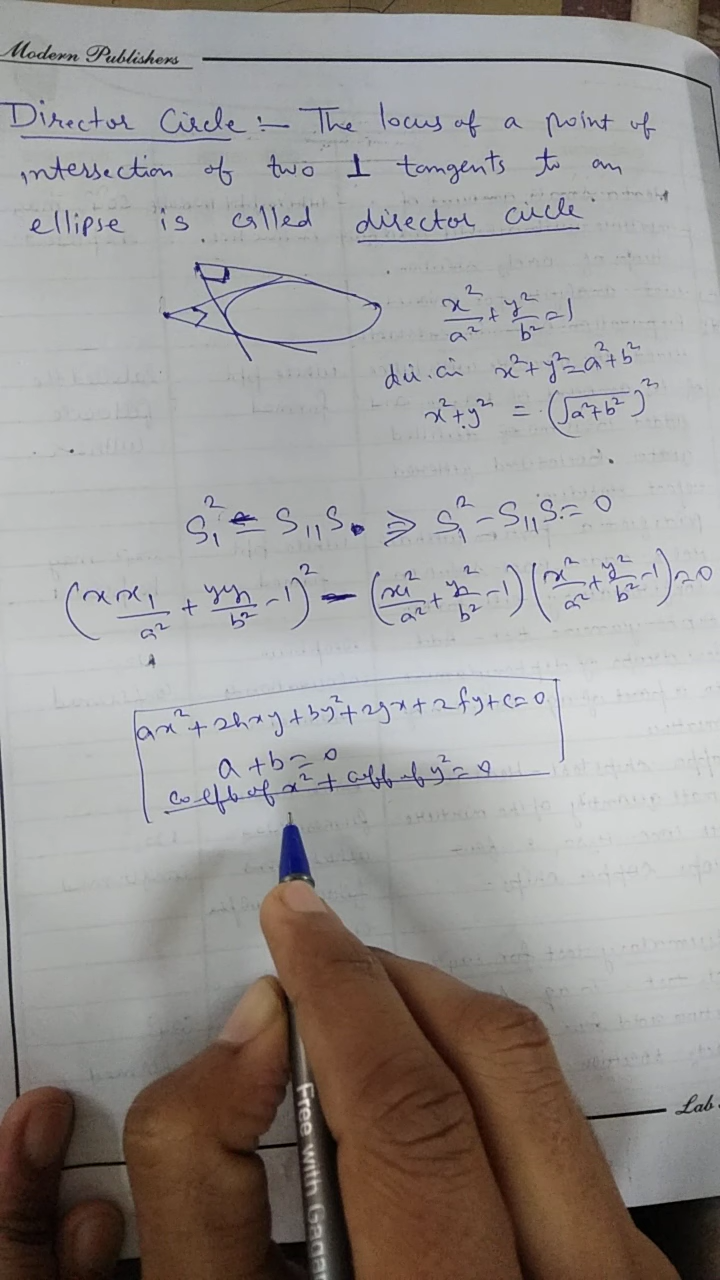 Modern Publishers
Director Circle :- The locus of a point of
intersection of two ⊥ tangents to an
ellipse is called director circle
x²/a² + y²/b² = 1
dir. cir x² + y² = a² + b²
x² + y² = (√a²+b²)²
S₁² = S₁₁S. ⇒ S₁² - S₁₁S = 0
(xx₁/a² + yy₁/b² - 1)² - (x₁²/a² + y₁²/b² - 1)(x²/a² + y²/b² - 1) = 0
ax² + 2hxy + by² + 2gx + 2fy + c = 0
a + b = 0
coeff of x² + coff of y² = 0
Lab
Free with Gaga